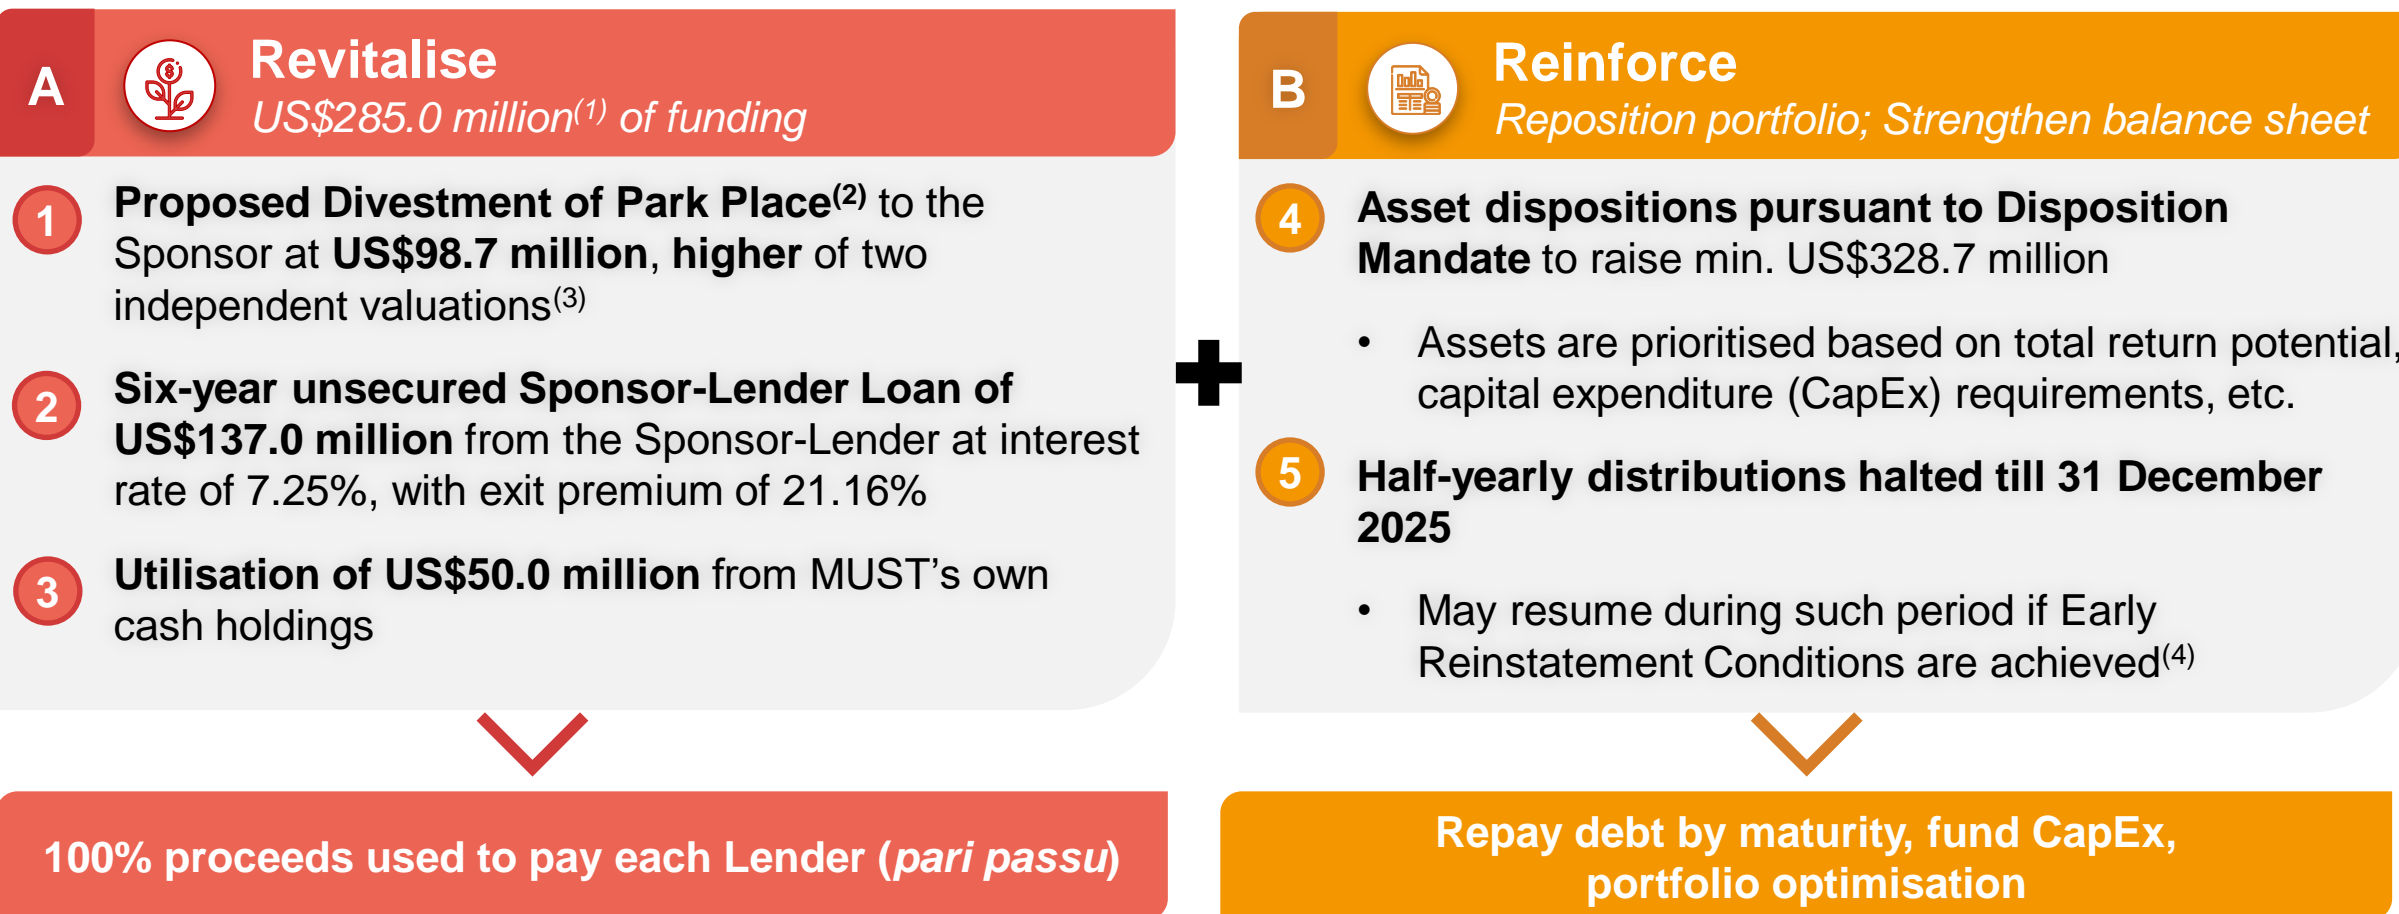 A
Revitalise
US$285.0 million(1) of funding
1
Proposed Divestment of Park Place(2) to the
Sponsor at US$98.7 million, higher of two
independent valuations(3)
2
Six-year unsecured Sponsor-Lender Loan of
US$137.0 million from the Sponsor-Lender at interest
rate of 7.25%, with exit premium of 21.16%
3
Utilisation of US$50.0 million from MUST’s own
cash holdings
100% proceeds used to pay each Lender (pari passu)
B
Reinforce
Reposition portfolio; Strengthen balance sheet
4
Asset dispositions pursuant to Disposition
Mandate to raise min. US$328.7 million
• Assets are prioritised based on total return potential,
capital expenditure (CapEx) requirements, etc.
5
Half-yearly distributions halted till 31 December
2025
• May resume during such period if Early
Reinstatement Conditions are achieved(4)
Repay debt by maturity, fund CapEx,
portfolio optimisation